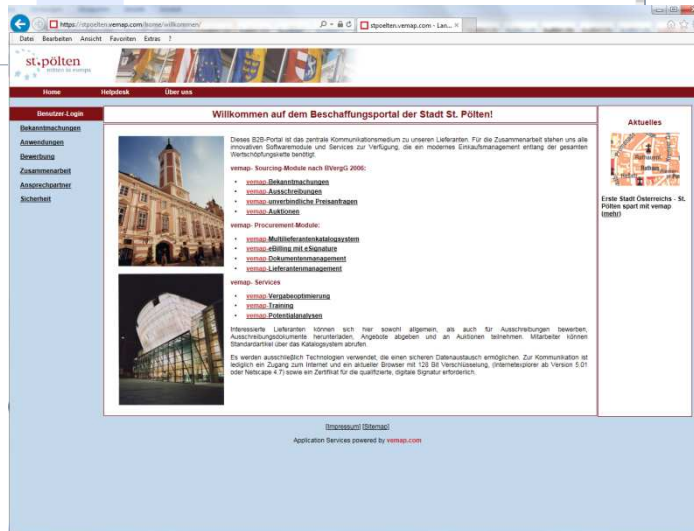 https://stpoelten.vemap.com/home/willkommen/
stpoelten.vemap.com - Lan...
Datei Bearbeiten Ansicht Favoriten Extras ?
st.pölten
mitten in europa
Home Helpdesk Über uns
Benutzer-Login
Bekanntmachungen
Anwendungen
Bewerbung
Zusammenarbeit
Ansprechpartner
Sicherheit
Willkommen auf dem Beschaffungsportal der Stadt St. Pölten!
Dieses B2B-Portal ist das zentrale Kommunikationsmedium zu unseren Lieferanten. Für die Zusammenarbeit stehen uns alle
innovativen Softwaremodule und Services zur Verfügung, die ein modernes Einkaufsmanagement entlang der gesamten
Wertschöpfungskette benötigt.
vemap- Sourcing-Module nach BVergG 2006:
• vemap-Bekanntmachungen
• vemap-Ausschreibungen
• vemap-unverbindliche Preisanfragen
• vemap-Auktionen
vemap- Procurement-Module:
• vemap-Multilieferantenkatalogsystem
• vemap-eBilling mit eSignature
• vemap-Dokumentenmanagement
• vemap-Lieferantenmanagement
vemap- Services
• vemap-Vergabeoptimierung
• vemap-Training
• vemap-Potentialanalysen
Interessierte Lieferanten können sich hier sowohl allgemein, als auch für Ausschreibungen bewerben,
Ausschreibungsdokumente herunterladen, Angebote abgeben und an Auktionen teilnehmen. Mitarbeiter können
Standardartikel über das Katalogsystem abrufen.
Es werden ausschließlich Technologien verwendet, die einen sicheren Datenaustausch ermöglichen. Zur Kommunikation ist
lediglich ein Zugang zum Internet und ein aktueller Browser mit 128 Bit Verschlüsselung, (Internetexplorer ab Version 5.01
oder Netscape 4.7) sowie ein Zertifikat für die qualifizierte, digitale Signatur erforderlich.
Aktuelles
Rathaus
Erste Stadt Österreichs - St.
Pölten spart mit vemap
(mehr)
[Impressum] [Sitemap]
Application Services powered by vemap.com